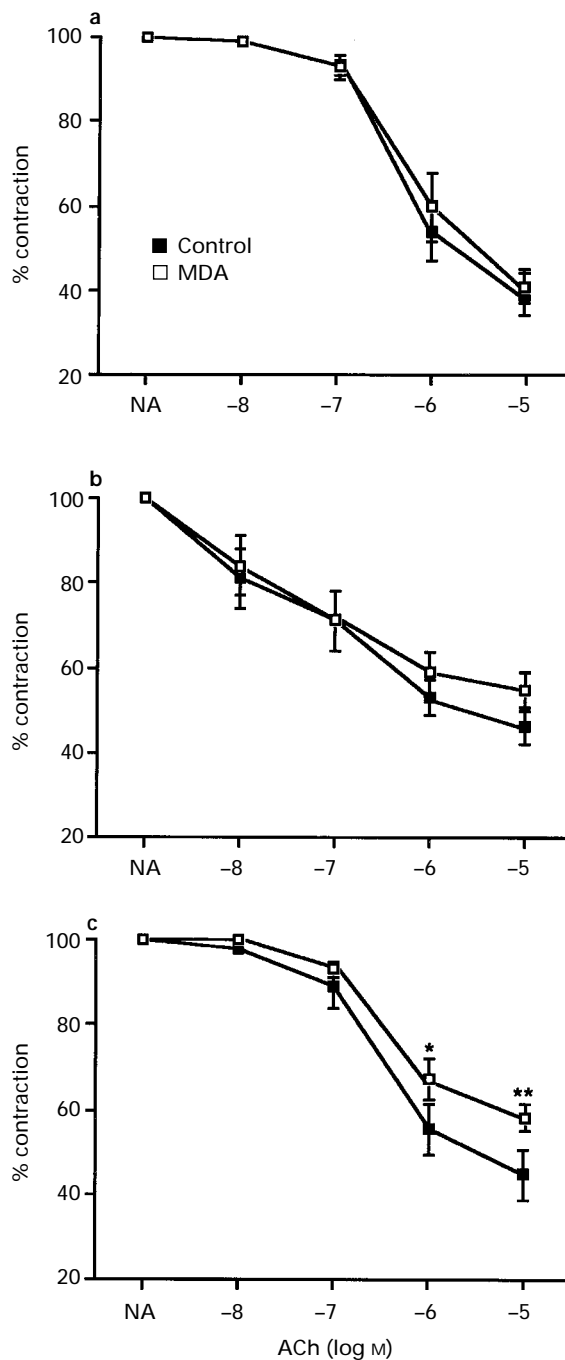 a
100
80
60
40
20
% contraction
■ Control
□ MDA
NA –8 –7 –6 –5
b
100
80
60
40
20
% contraction
NA –8 –7 –6 –5
c
100
80
60
40
20
% contraction
*
**
NA –8 –7 –6 –5
ACh (log M)